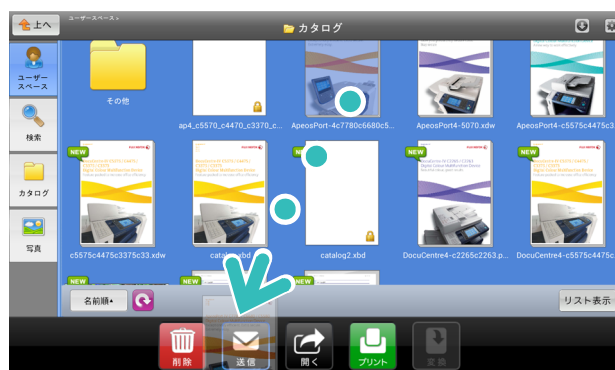 上へ
ユーザースペース >
カタログ
ユーザー
スペース
検索
カタログ
写真
その他
ap4_c5570_c4470_c3370_c...
ApeosPort-4c7780c6680c5...
ApeosPort4-5070.xdw
ApeosPort4-c5575c4475c3
NEW
NEW
c5575c4475c3375c33.xdw
catalog2.xbd
DocuCentre4-c2265c2263.p...
DocuCentre4-c5575c4475c
NEW
NEW
NEW
NEW
NEW
名前順▲
リスト表示
削除
送信
開く
プリント
変換